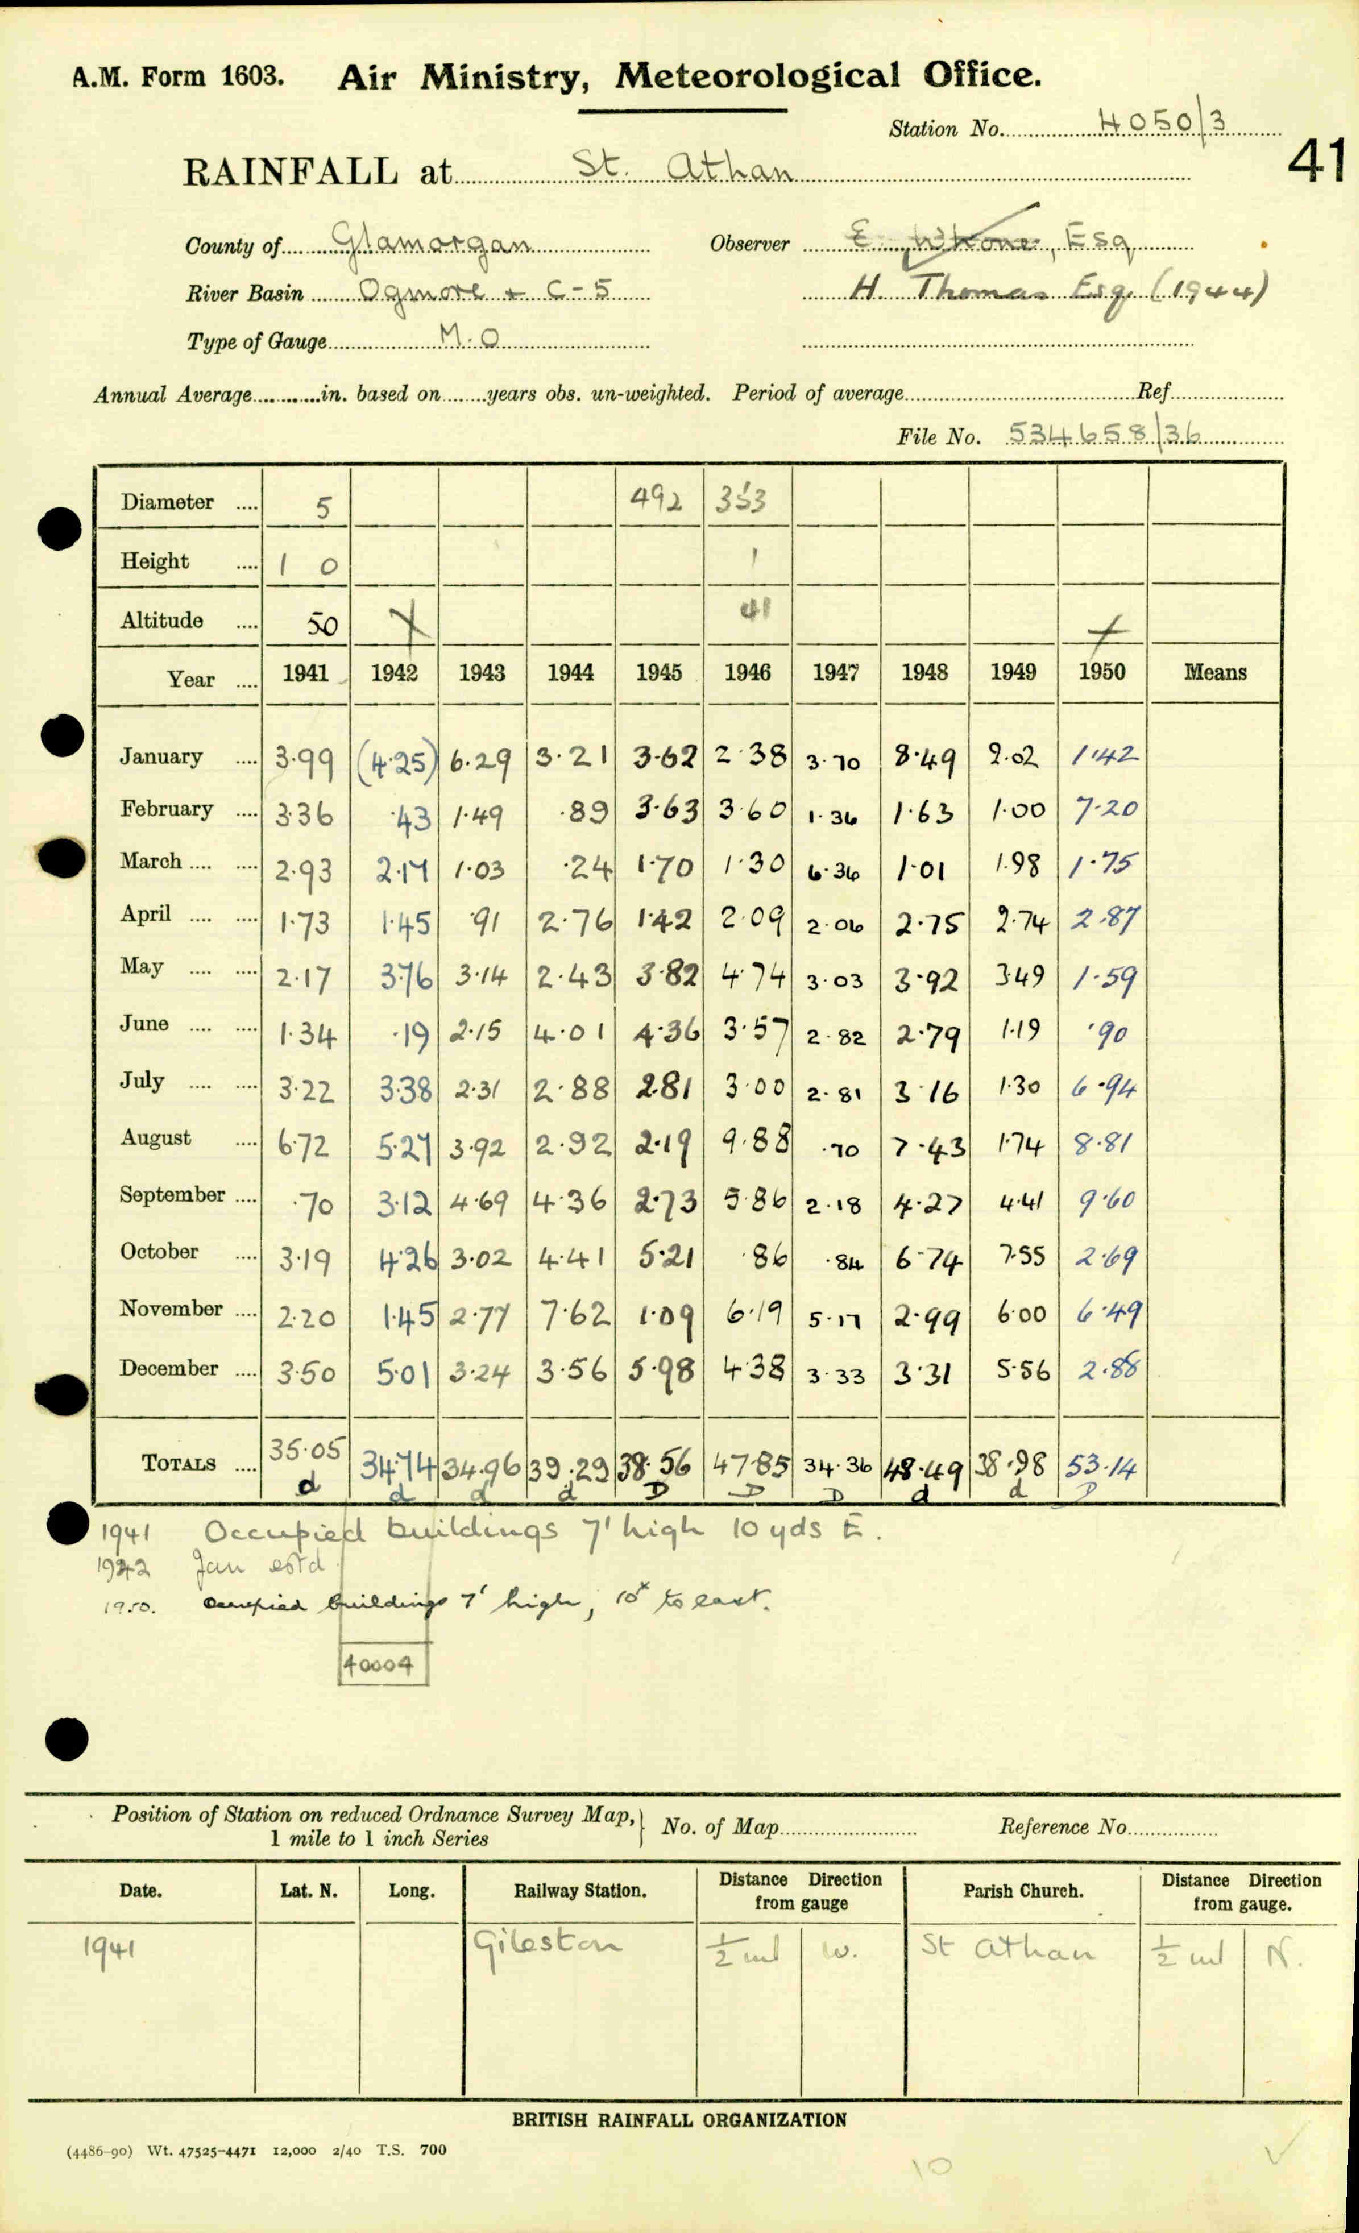 A.M. Form 1603. Air Ministry, Meteorological Office.
Station No. 4050/3
41
RAINFALL at St. Athan
County of Glamorgan Observer E. Whone, Esq
River Basin Ogmore + C-5 H. Thomas Esq. (1944)
Type of Gauge M.O
Annual Average in. based on years obs. un-weighted. Period of average Ref
File No. 534658/36
Diameter 5 492 353
Height 1 0 1
Altitude 50 41
Year 1941 1942 1943 1944 1945 1946 1947 1948 1949 1950 Means
January 3.99 (4.25) 6.29 3.21 3.62 2.38 3.70 8.49 2.02 1.42
February 3.36 .43 1.49 .89 3.63 3.60 1.36 1.63 1.00 7.20
March 2.93 2.17 1.03 .24 1.70 1.30 6.36 1.01 1.98 1.75
April 1.73 1.45 .91 2.76 1.42 2.09 2.06 2.75 2.74 2.87
May 2.17 3.76 3.14 2.43 3.82 4.74 3.03 3.92 3.49 1.59
June 1.34 .19 2.15 4.01 4.36 3.57 2.82 2.79 1.19 .90
July 3.22 3.38 2.31 2.88 2.81 3.00 2.81 3.16 1.30 6.94
August 6.72 5.27 3.92 2.92 2.19 9.88 .70 7.43 1.74 8.81
September .70 3.12 4.69 4.36 2.73 5.86 2.18 4.27 4.41 9.60
October 3.19 4.26 3.02 4.41 5.21 .86 .84 6.74 7.55 2.69
November 2.20 1.45 2.77 7.62 1.09 6.19 5.17 2.99 6.00 6.49
December 3.50 5.01 3.24 3.56 5.98 4.38 3.33 3.31 5.56 2.88
TOTALS 35.05 34.74 34.96 39.29 38.56 47.85 34.36 48.49 38.98 53.14
d d d d D D D d d D
1941 Occupied buildings 7' high 10 yds E.
1942 Jan estd
1950. Occupied buildings 7' high, 10x to east.
40004
Position of Station on reduced Ordnance Survey Map, 1 mile to 1 inch Series No. of Map Reference No.
Date. Lat. N. Long. Railway Station. Distance Direction from gauge Parish Church. Distance Direction from gauge.
1941 Gileston 1/2 ml W. St Athan 1/2 ml N.
BRITISH RAINFALL ORGANIZATION
(4486-90) Wt. 47525-4471 12,000 2/40 T.S. 700
10